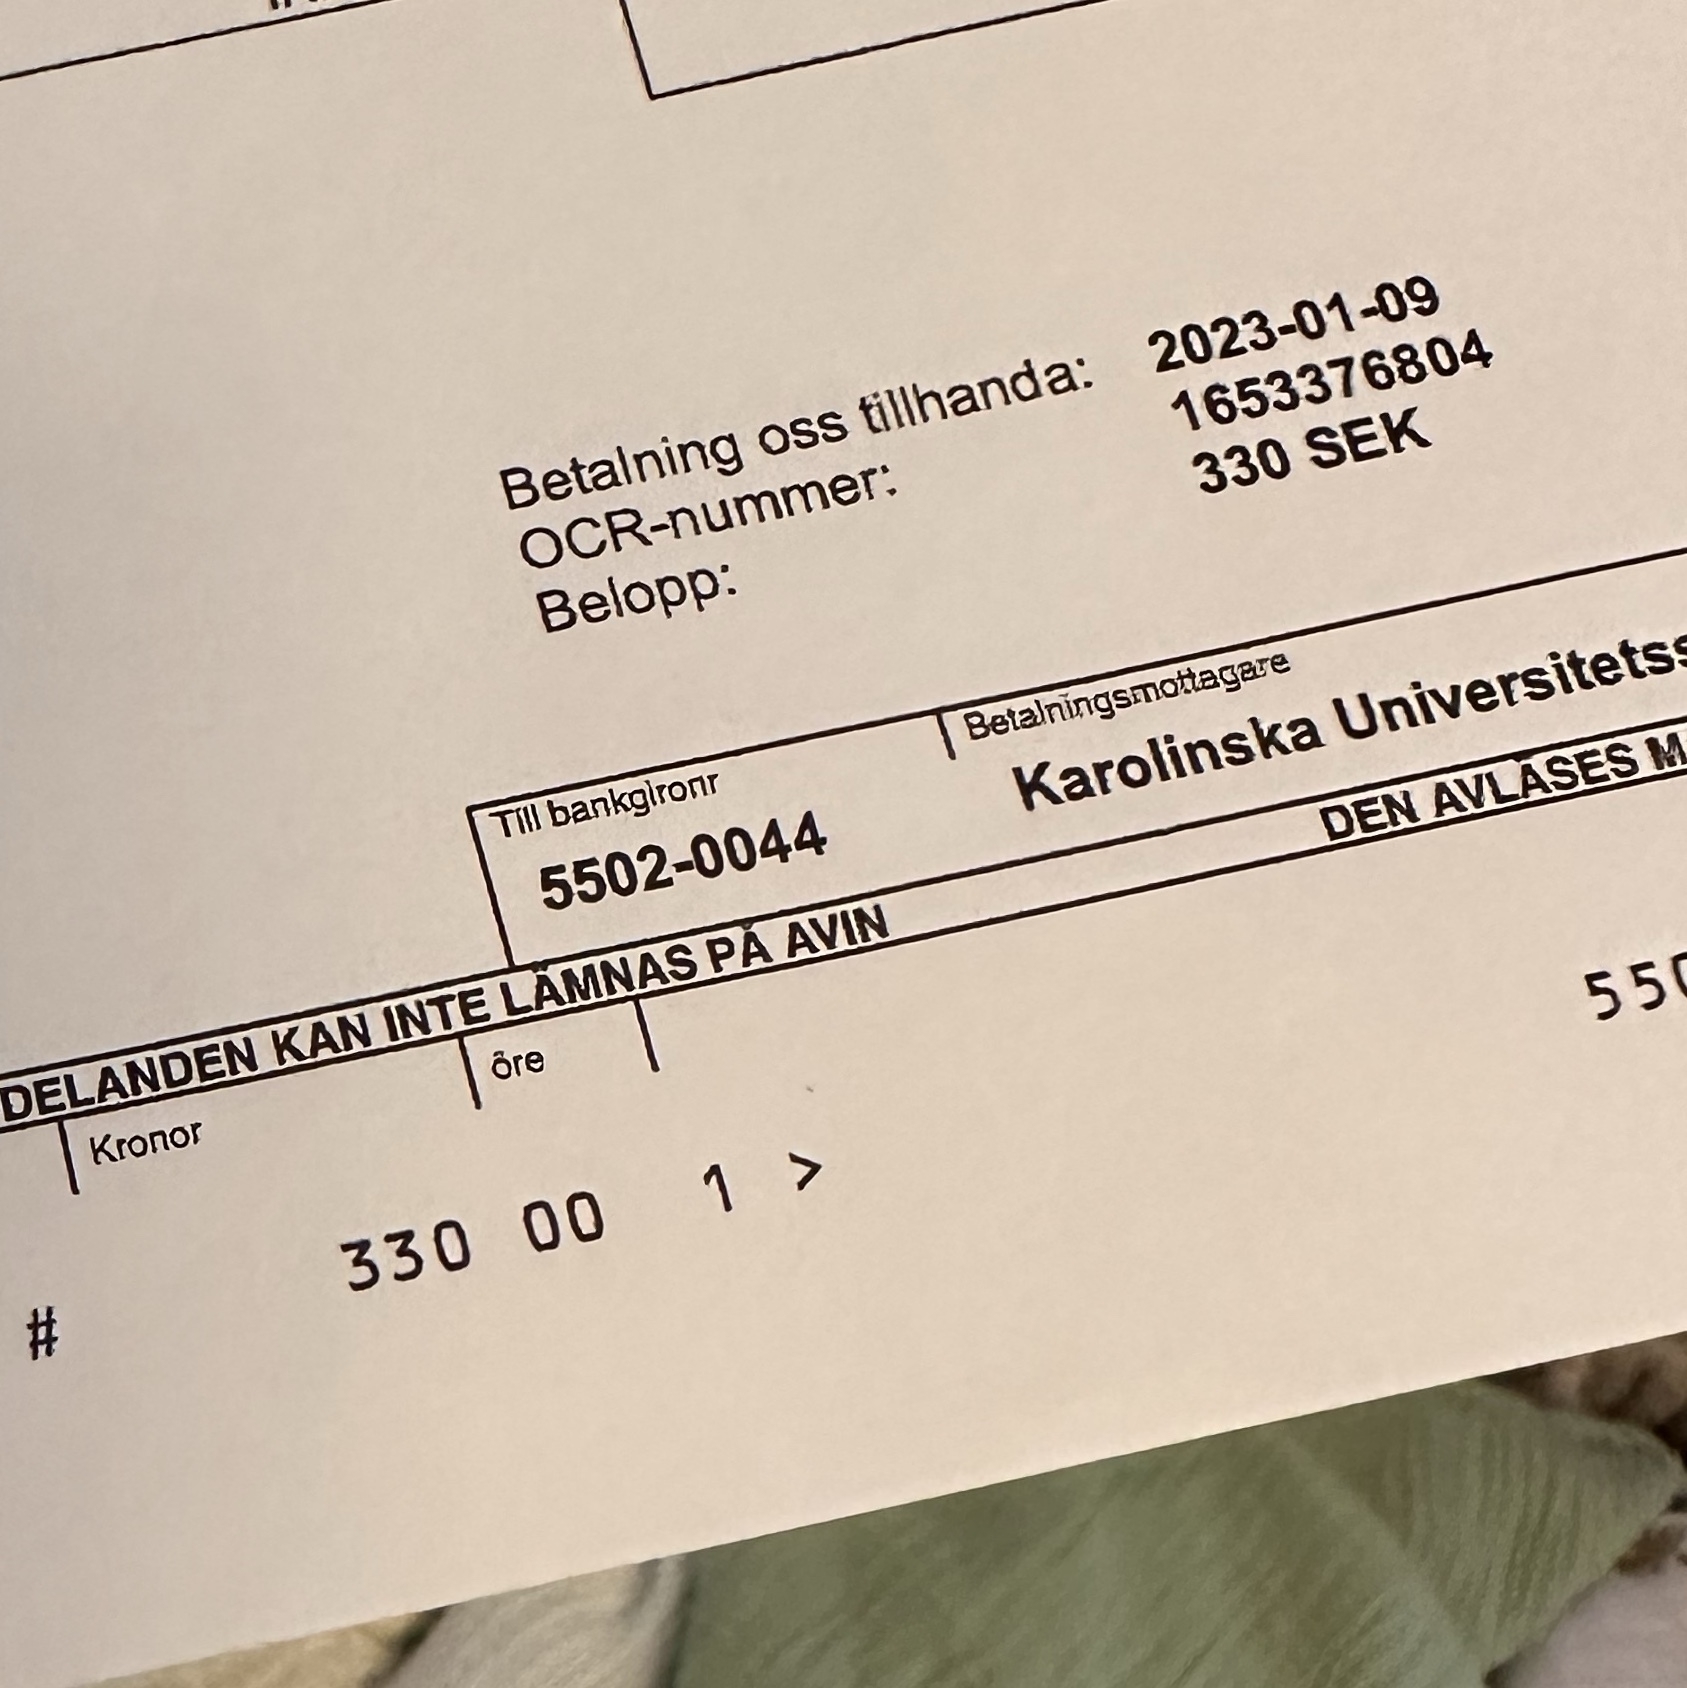 Betalning oss tillhanda: 2023-01-09
OCR-nummer: 1653376804
Belopp: 330 SEK
Till bankgironr
5502-0044
Betalningsmottagare
Karolinska Universitetss
DELANDEN KAN INTE LÄMNAS PÅ AVIN
DEN AVLÄSES M
Kronor
öre
# 330 00 1 >
550